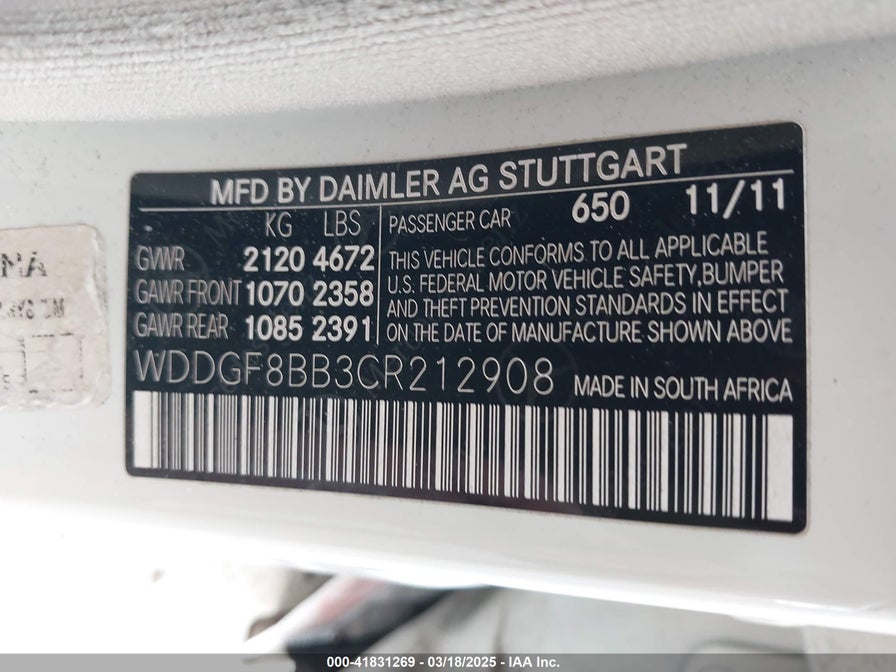 MFD BY DAIMLER AG STUTTGART
KG LBS
GVWR 2120 4672
GAWR FRONT 1070 2358
GAWR REAR 1085 2391
PASSENGER CAR 650 11/11
THIS VEHICLE CONFORMS TO ALL APPLICABLE
U.S. FEDERAL MOTOR VEHICLE SAFETY, BUMPER
AND THEFT PREVENTION STANDARDS IN EFFECT
ON THE DATE OF MANUFACTURE SHOWN ABOVE
WDDGF8BB3CR212908 MADE IN SOUTH AFRICA
000-41831269 - 03/18/2025 - IAA Inc.